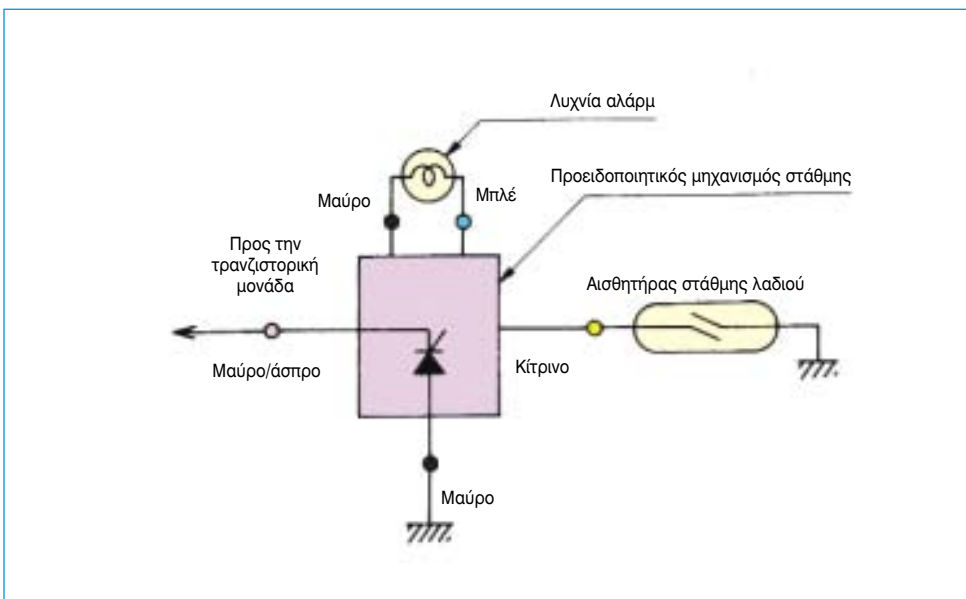 Λυχνία αλάρμ
Προειδοποιητικός μηχανισμός στάθμης
Μαύρο
Μπλέ
Προς την
τρανζιστορική
μονάδα
Αισθητήρας στάθμης λαδιού
Μαύρο/άσπρο
Κίτρινο
Μαύρο